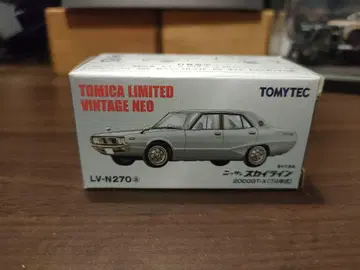 TOMICA LIMITED
VINTAGE NEO
TOMYTEC
LV-N270 a
ニッサン スカイライン
2000GT-X